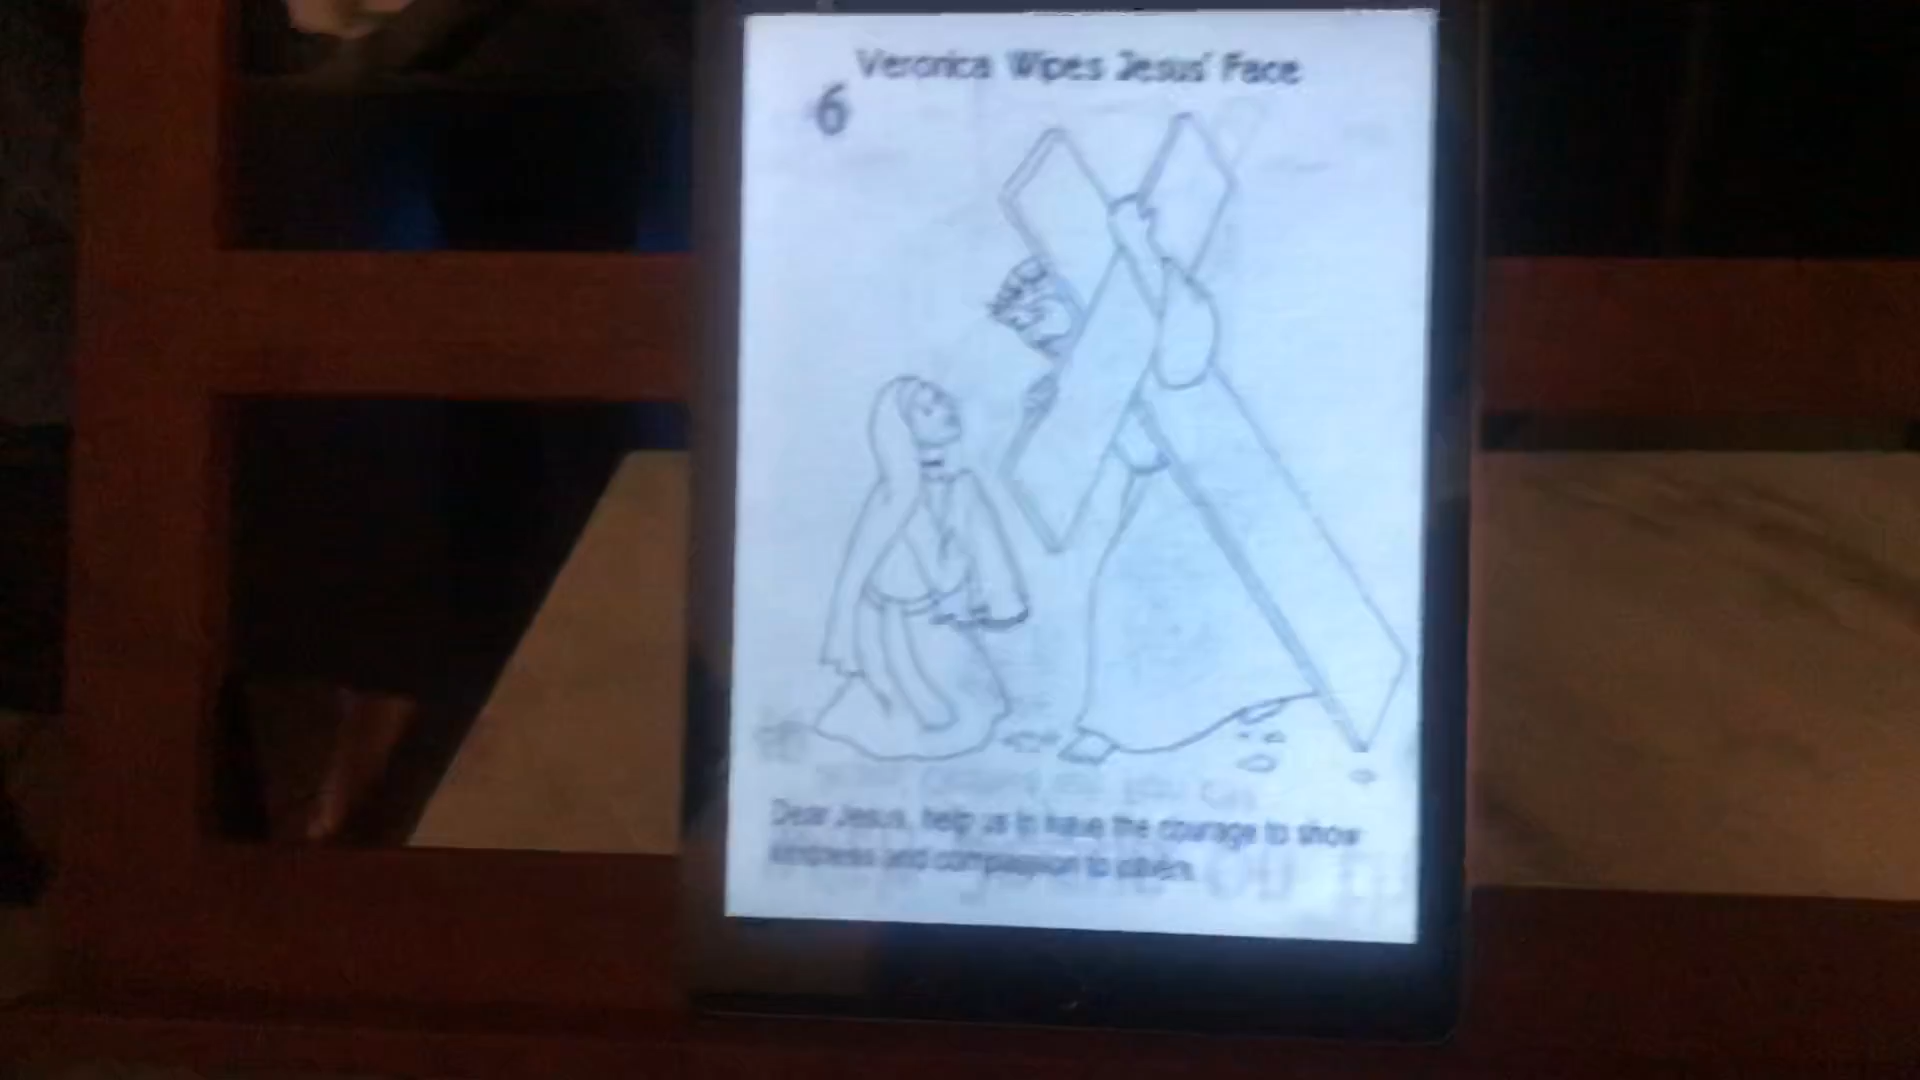 Veronica Wipes Jesus' Face
6
Dear Jesus, help us to have the courage to show
kindness and compassion to others.